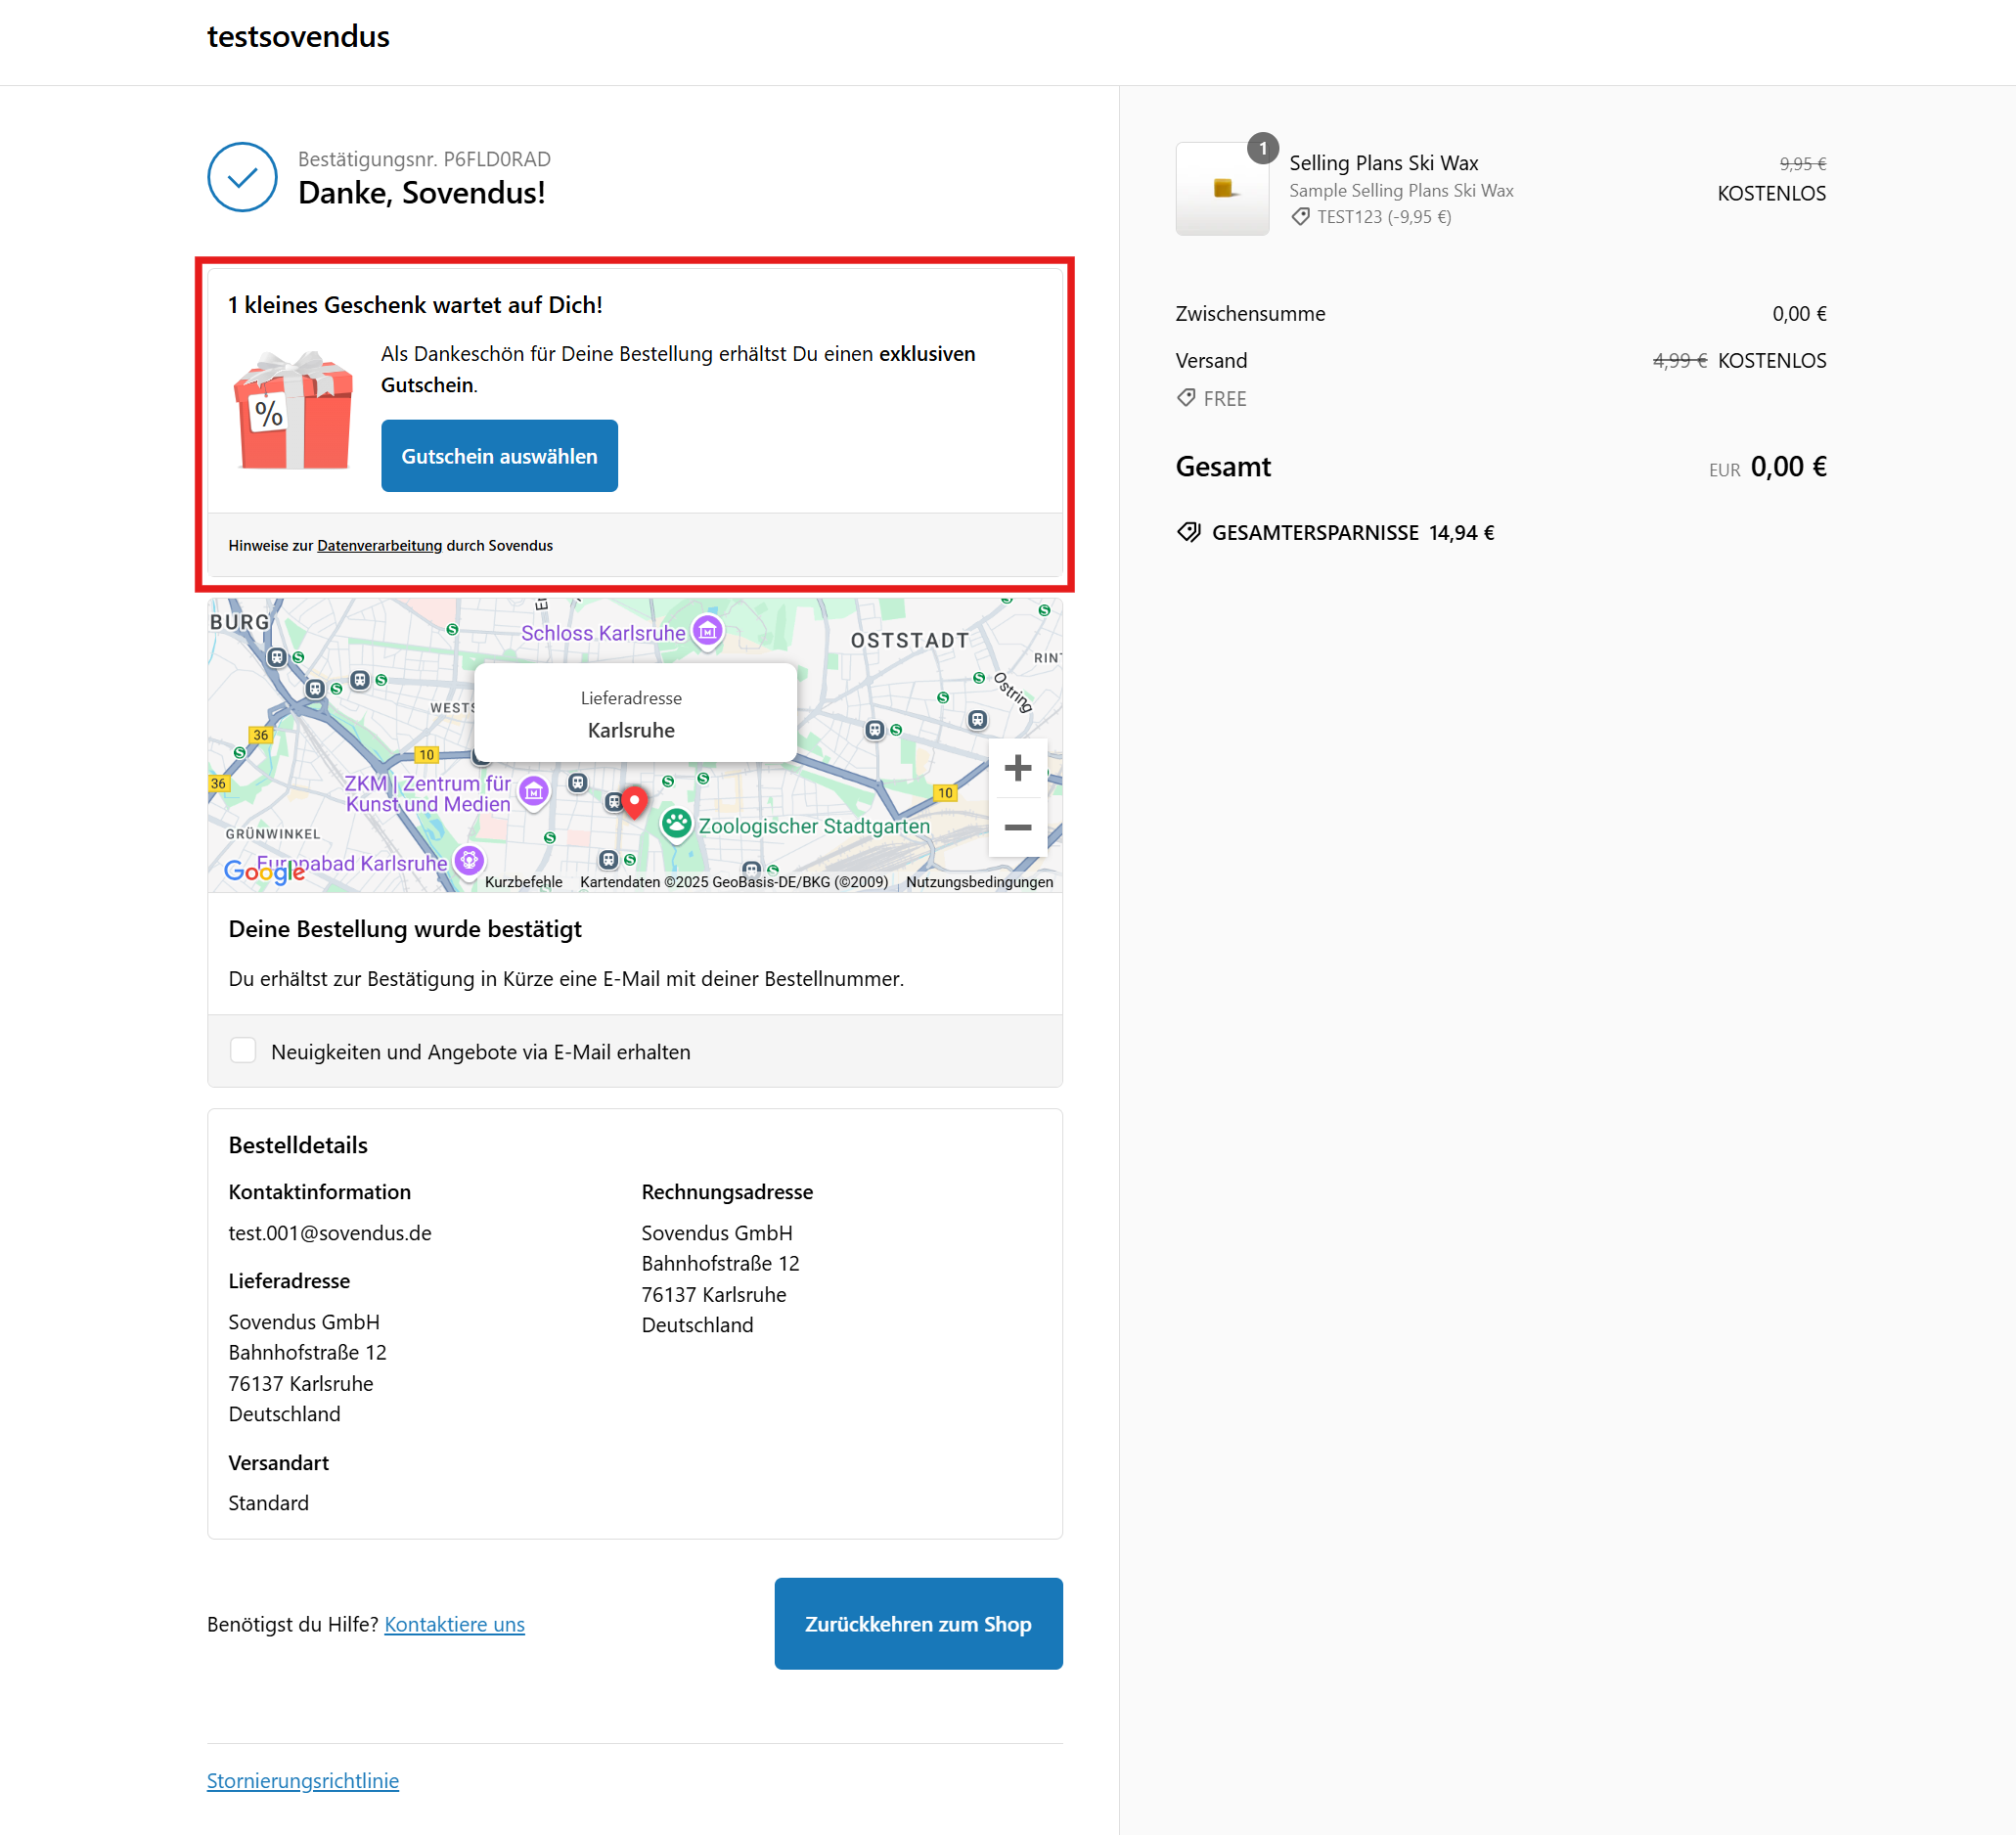 testsovendus
Bestätigungsnr. P6FLD0RAD
Danke, Sovendus!
1 kleines Geschenk wartet auf Dich!
%
Als Dankeschön für Deine Bestellung erhältst Du einen exklusiven
Gutschein.
Gutschein auswählen
Hinweise zur Datenverarbeitung durch Sovendus
BURG
Schloss Karlsruhe
OSTSTADT
Ostring
Lieferadresse
Karlsruhe
36
10
36
10
ZKM | Zentrum für
Kunst und Medien
Zoologischer Stadtgarten
GRÜNWINKEL
Europabad Karlsruhe
Google
Kurzbefehle
Kartendaten ©2025 GeoBasis-DE/BKG (©2009)
Nutzungsbedingungen
Deine Bestellung wurde bestätigt
Du erhältst zur Bestätigung in Kürze eine E-Mail mit deiner Bestellnummer.
Neuigkeiten und Angebote via E-Mail erhalten
Bestelldetails
Kontaktinformation
test.001@sovendus.de
Lieferadresse
Sovendus GmbH
Bahnhofstraße 12
76137 Karlsruhe
Deutschland
Versandart
Standard
Rechnungsadresse
Sovendus GmbH
Bahnhofstraße 12
76137 Karlsruhe
Deutschland
Benötigst du Hilfe? Kontaktiere uns
Zurückkehren zum Shop
Stornierungsrichtlinie
1
Selling Plans Ski Wax
Sample Selling Plans Ski Wax
TEST123 (-9,95 €)
9,95 €
KOSTENLOS
Zwischensumme 0,00 €
Versand 4,99 € KOSTENLOS
FREE
Gesamt EUR 0,00 €
GESAMTERSPARNISSE 14,94 €